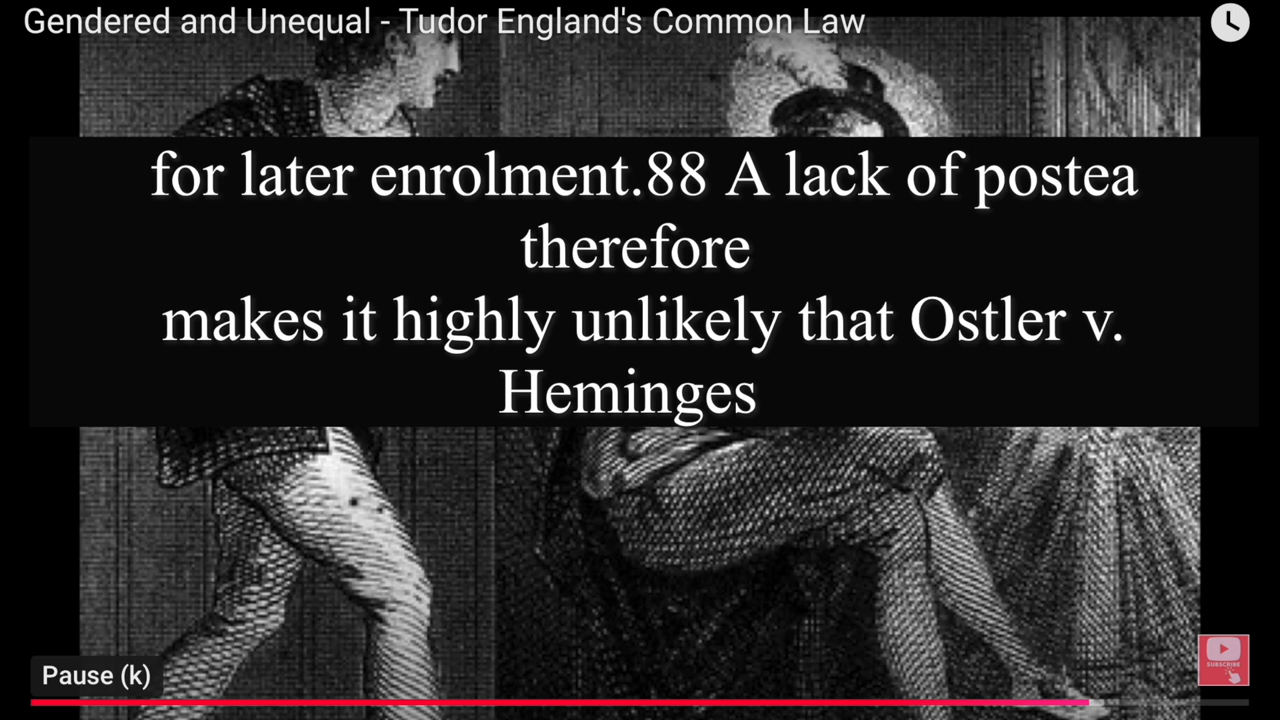 Gendered and Unequal - Tudor England's Common Law
for later enrolment.88 A lack of postea
therefore
makes it highly unlikely that Ostler v.
Heminges
SUBSCRIBE
Pause (k)